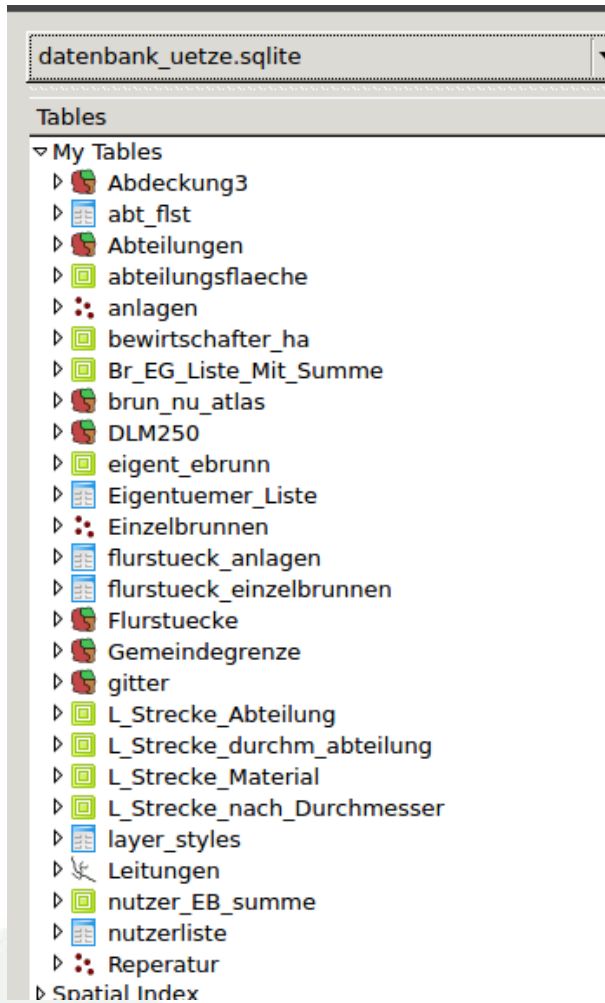 datenbank_uetze.sqlite
Tables
My Tables
Abdeckung3
abt_flst
Abteilungen
abteilungsflaeche
anlagen
bewirtschafter_ha
Br_EG_Liste_Mit_Summe
brun_nu_atlas
DLM250
eigent_ebrunn
Eigentuemer_Liste
Einzelbrunnen
flurstueck_anlagen
flurstueck_einzelbrunnen
Flurstuecke
Gemeindegrenze
gitter
L_Strecke_Abteilung
L_Strecke_durchm_abteilung
L_Strecke_Material
L_Strecke_nach_Durchmesser
layer_styles
Leitungen
nutzer_EB_summe
nutzerliste
Reperatur
Spatial Index